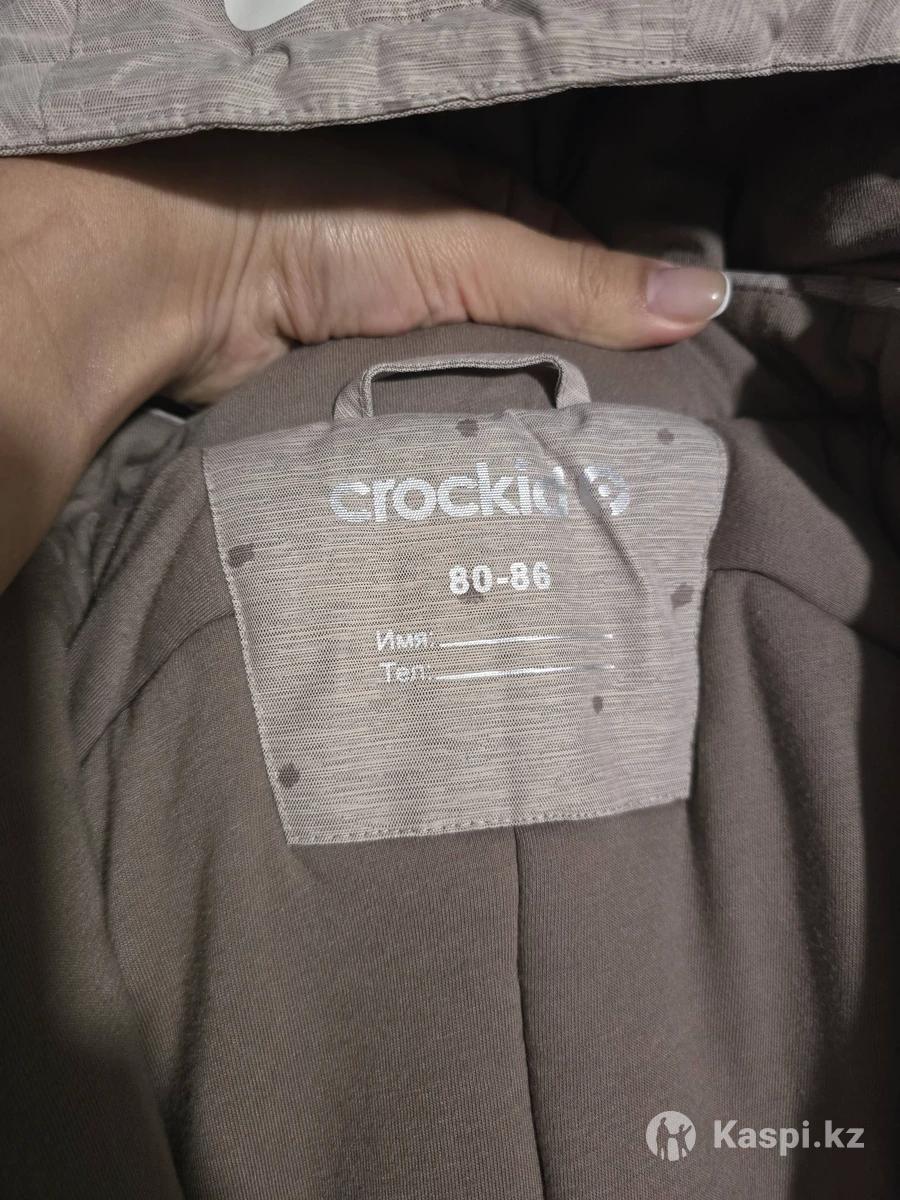 crockid
80-86
Имя:
Тел:
Kaspi.kz